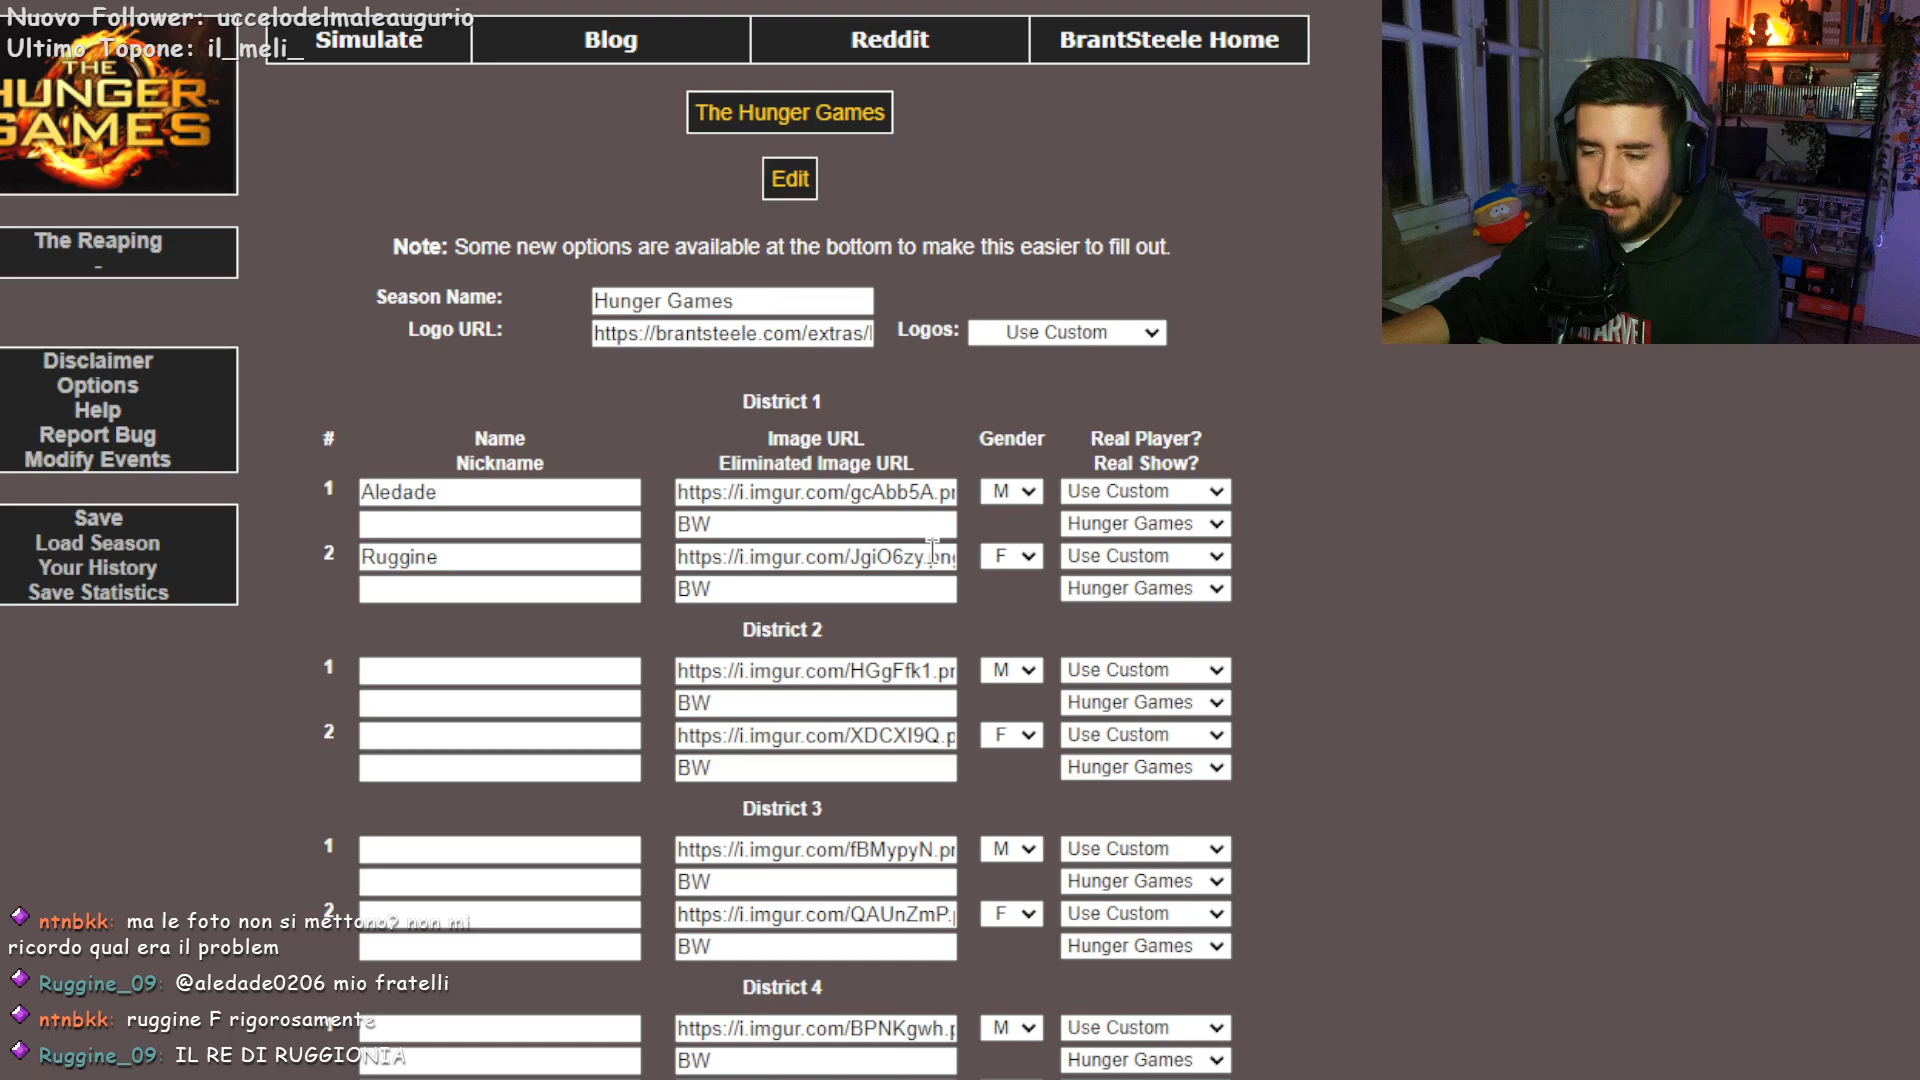 Nuovo Follower: uccelodelmaleaugurio
Ultimo Topone: il_meli_
THE
HUNGER
GAMES
Simulate
Blog
Reddit
BrantSteele Home
The Hunger Games
Edit
The Reaping
-
Disclaimer
Options
Help
Report Bug
Modify Events
Save
Load Season
Your History
Save Statistics
Note: Some new options are available at the bottom to make this easier to fill out.
Season Name: Hunger Games
Logo URL: https://brantsteele.com/extras/ Logos: Use Custom
District 1
# Name Image URL Gender Real Player?
Nickname Eliminated Image URL Real Show?
1 Aledade https://i.imgur.com/gcAbb5A.pr M Use Custom
BW Hunger Games
2 Ruggine https://i.imgur.com/JgiO6zy.png F Use Custom
BW Hunger Games
District 2
1 https://i.imgur.com/HGgFfk1.pr M Use Custom
BW Hunger Games
2 https://i.imgur.com/XDCXI9Q.p F Use Custom
BW Hunger Games
District 3
1 https://i.imgur.com/fBMypyN.pr M Use Custom
BW Hunger Games
2 https://i.imgur.com/QAUnZmP. F Use Custom
BW Hunger Games
District 4
1 https://i.imgur.com/BPNKgwh.p M Use Custom
BW Hunger Games
ntnbkk: ma le foto non si mettono? non mi
ricordo qual era il problem
Ruggine_09: @aledade0206 mio fratelli
ntnbkk: ruggine F rigorosamente
Ruggine_09: IL RE DI RUGGIONIA
MARVEL